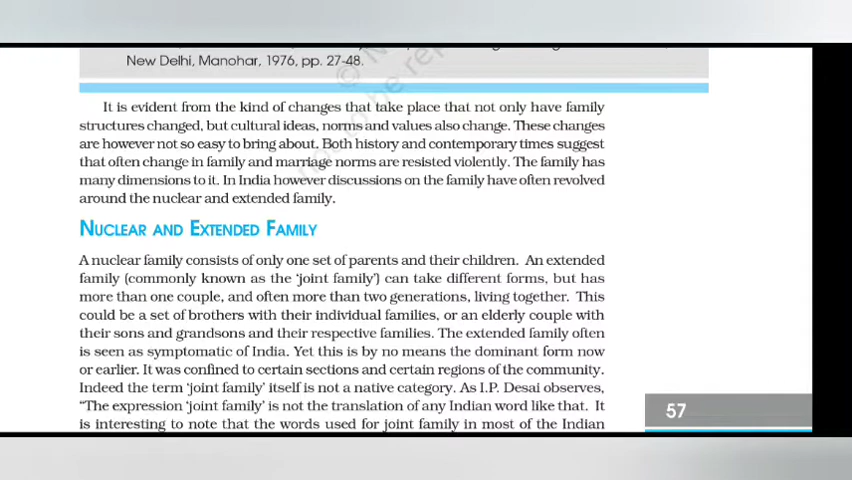 New Delhi, Manohar, 1976, pp. 27-48.
It is evident from the kind of changes that take place that not only have family
structures changed, but cultural ideas, norms and values also change. These changes
are however not so easy to bring about. Both history and contemporary times suggest
that often change in family and marriage norms are resisted violently. The family has
many dimensions to it. In India however discussions on the family have often revolved
around the nuclear and extended family.
NUCLEAR AND EXTENDED FAMILY
A nuclear family consists of only one set of parents and their children. An extended
family (commonly known as the ‘joint family’) can take different forms, but has
more than one couple, and often more than two generations, living together. This
could be a set of brothers with their individual families, or an elderly couple with
their sons and grandsons and their respective families. The extended family often
is seen as symptomatic of India. Yet this is by no means the dominant form now
or earlier. It was confined to certain sections and certain regions of the community.
Indeed the term ‘joint family’ itself is not a native category. As I.P. Desai observes,
“The expression ‘joint family’ is not the translation of any Indian word like that. It
is interesting to note that the words used for joint family in most of the Indian
57